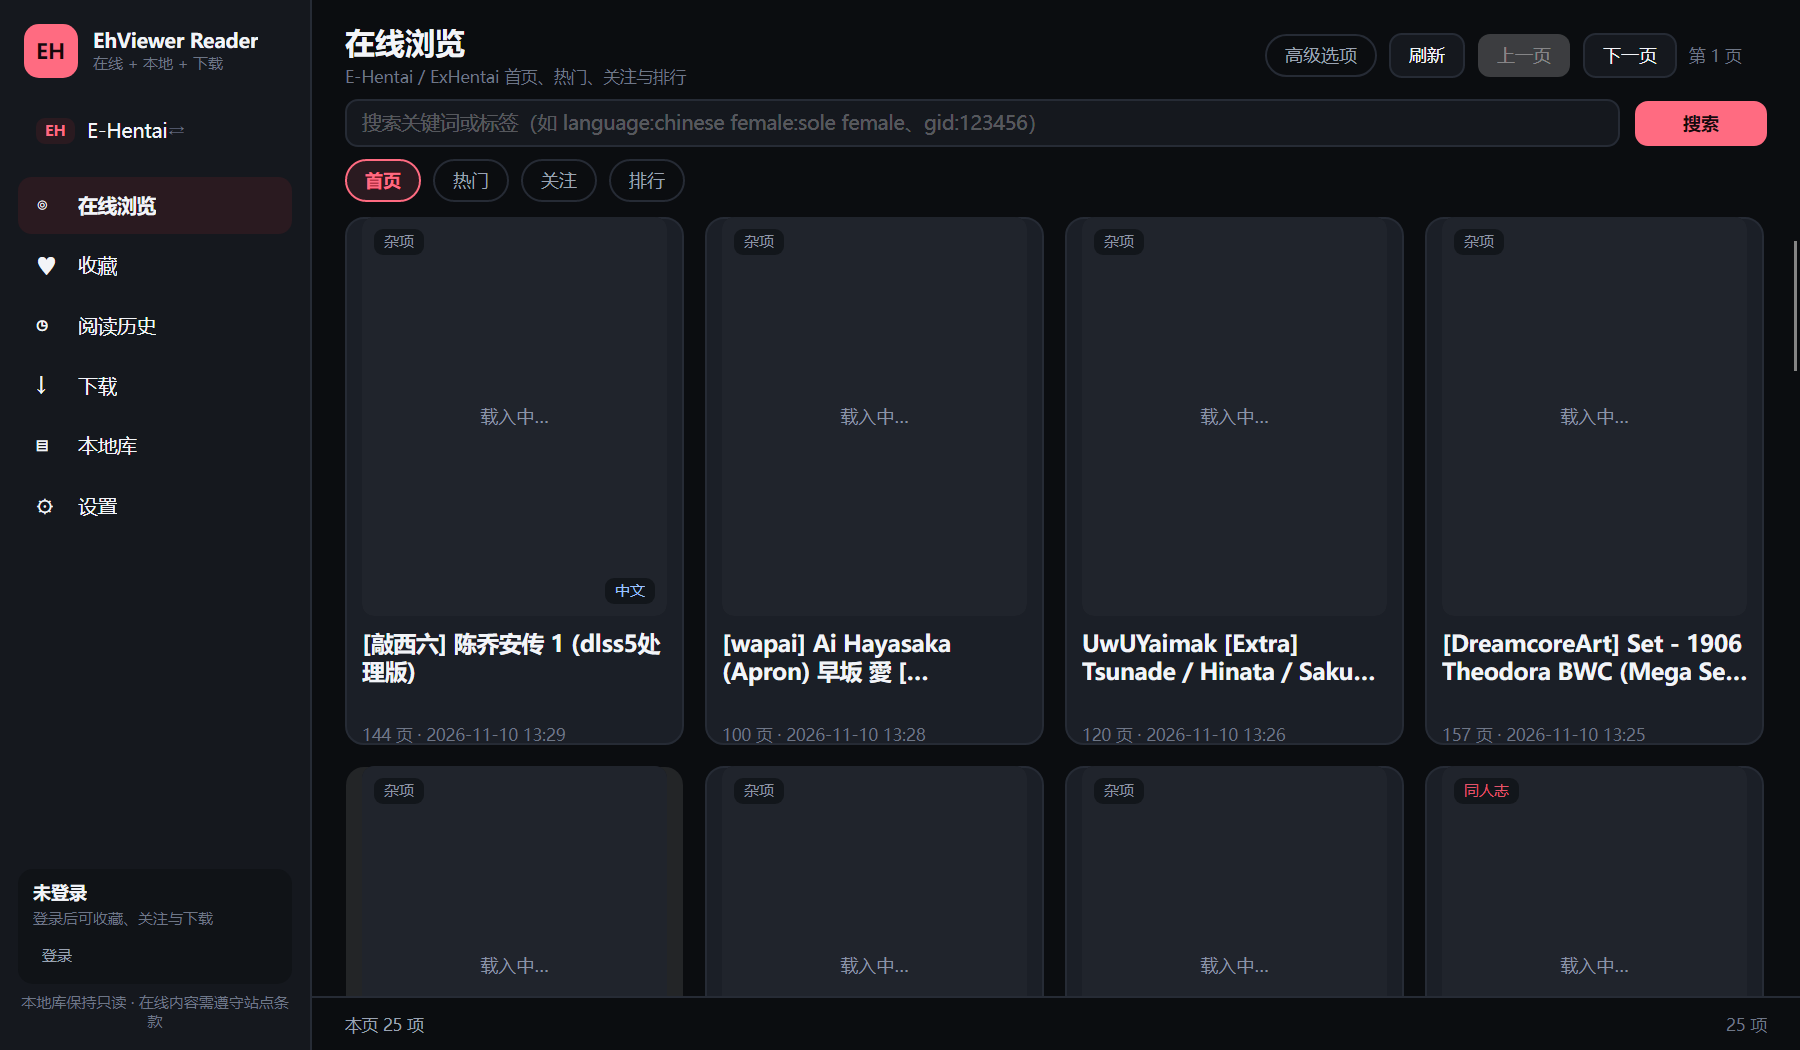 EH
EhViewer Reader
在线 + 本地 + 下载
EH E-Hentai⇌
在线浏览
收藏
阅读历史
下载
本地库
设置
未登录
登录后可收藏、关注与下载
登录
本地库保持只读 · 在线内容需遵守站点条
款
在线浏览
E-Hentai / ExHentai 首页、热门、关注与排行
高级选项
刷新
上一页
下一页
第 1 页
搜索关键词或标签（如 language:chinese female:sole female、gid:123456）
搜索
首页
热门
关注
排行
杂项
载入中...
中文
[敲西六] 陈乔安传 1 (dlss5处
理版)
144 页 · 2026-11-10 13:29
杂项
载入中...
[wapai] Ai Hayasaka
(Apron) 早坂 愛 [...
100 页 · 2026-11-10 13:28
杂项
载入中...
UwUYaimak [Extra]
Tsunade / Hinata / Saku...
120 页 · 2026-11-10 13:26
杂项
载入中...
[DreamcoreArt] Set - 1906
Theodora BWC (Mega Se...
157 页 · 2026-11-10 13:25
杂项
载入中...
杂项
载入中...
杂项
载入中...
同人志
载入中...
本页 25 项
25 项